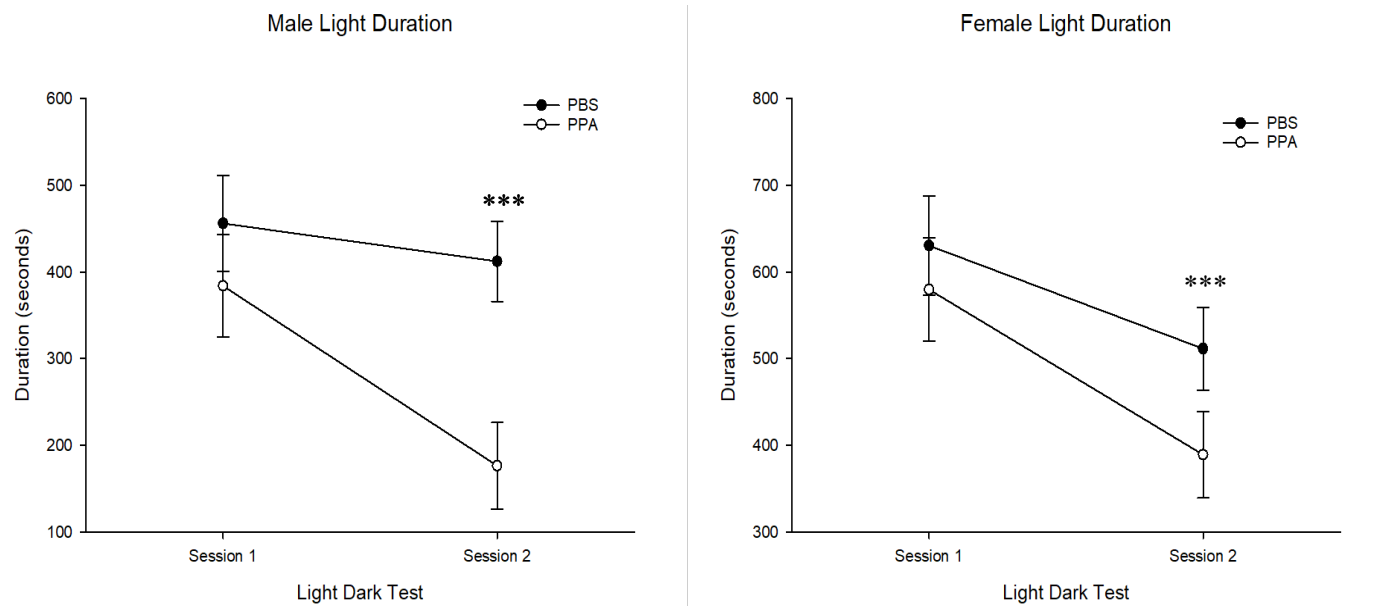 Male Light Duration
600
500
400
300
200
100
Duration (seconds)
PBS
PPA
***
Session 1
Session 2
Light Dark Test
Female Light Duration
800
700
600
500
400
300
Duration (seconds)
PBS
PPA
***
Session 1
Session 2
Light Dark Test